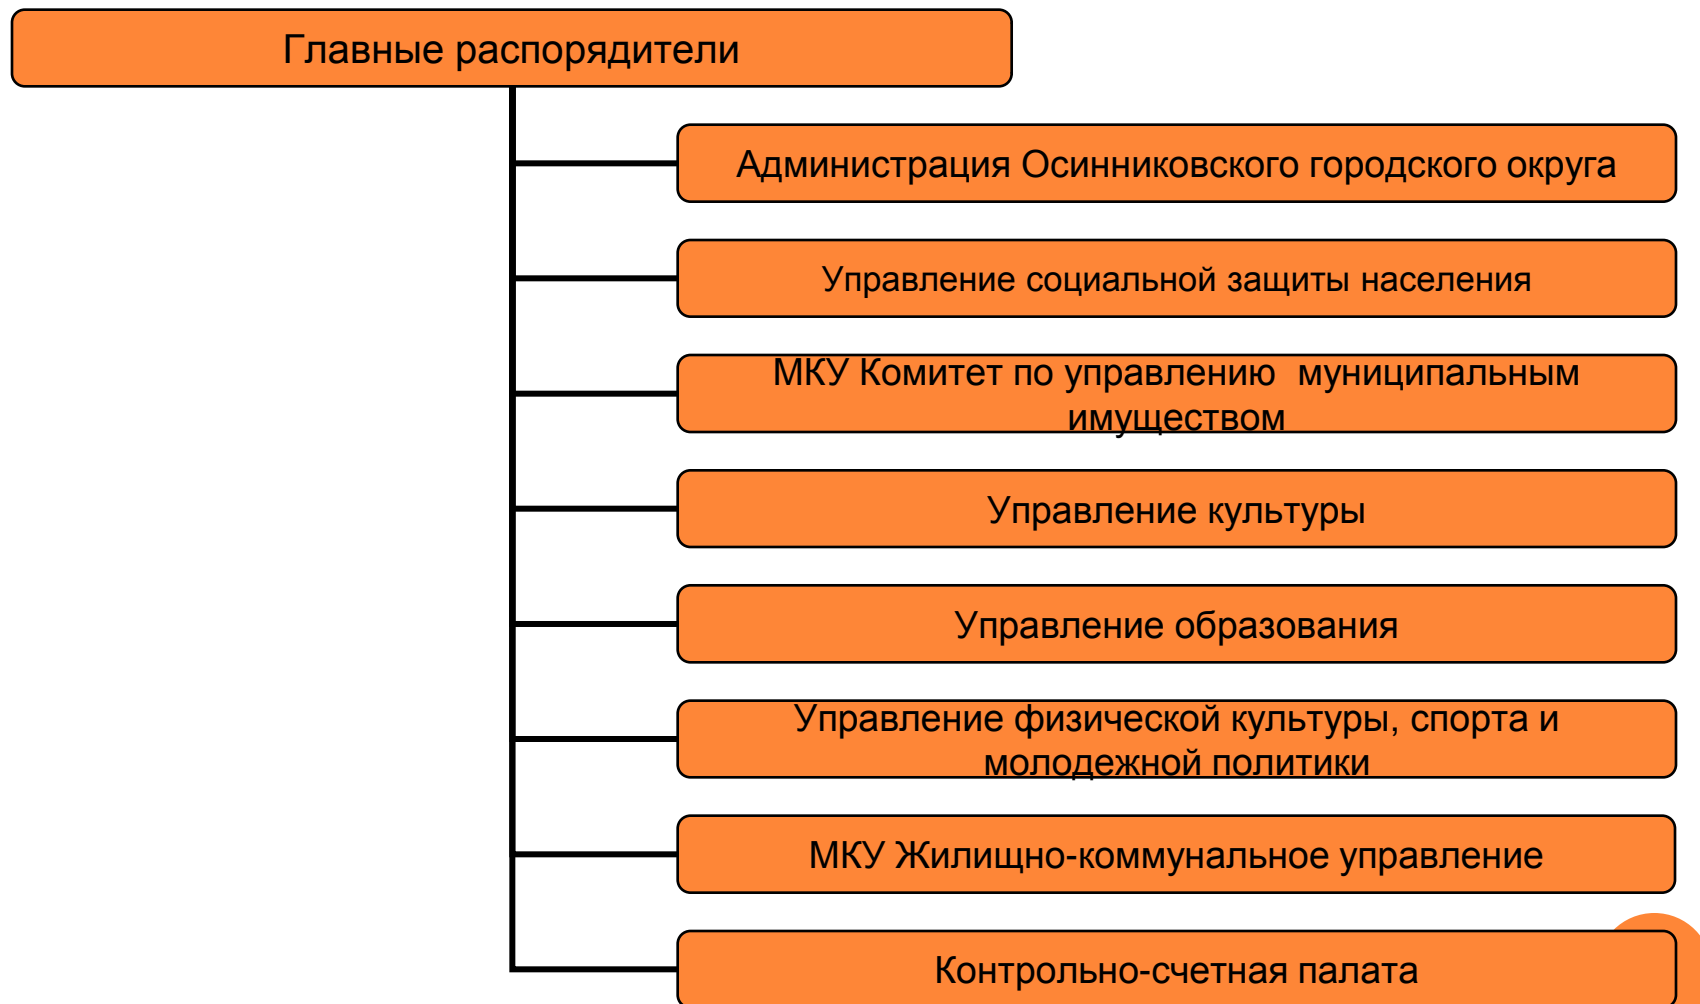 Главные распорядители
Администрация Осинниковского городского округа
Управление социальной защиты населения
МКУ Комитет по управлению  муниципальным
имуществом
Управление культуры
Управление образования
Управление физической культуры, спорта и
молодежной политики
МКУ Жилищно-коммунальное управление
Контрольно-счетная палата